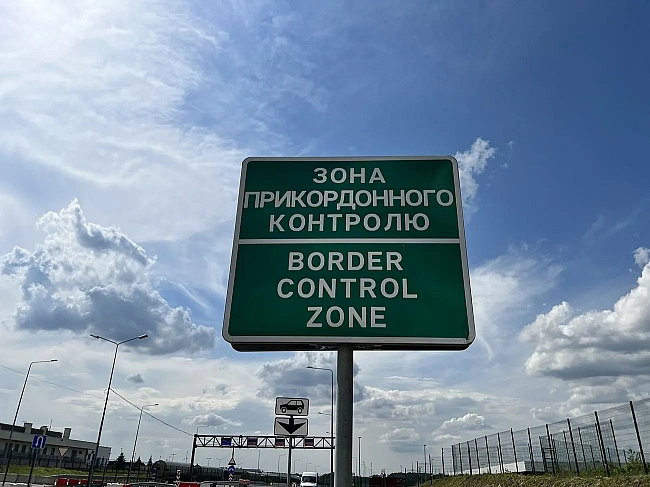 ЗОНА
ПРИКОРДОННОГО
КОНТРОЛЮ
BORDER
CONTROL
ZONE